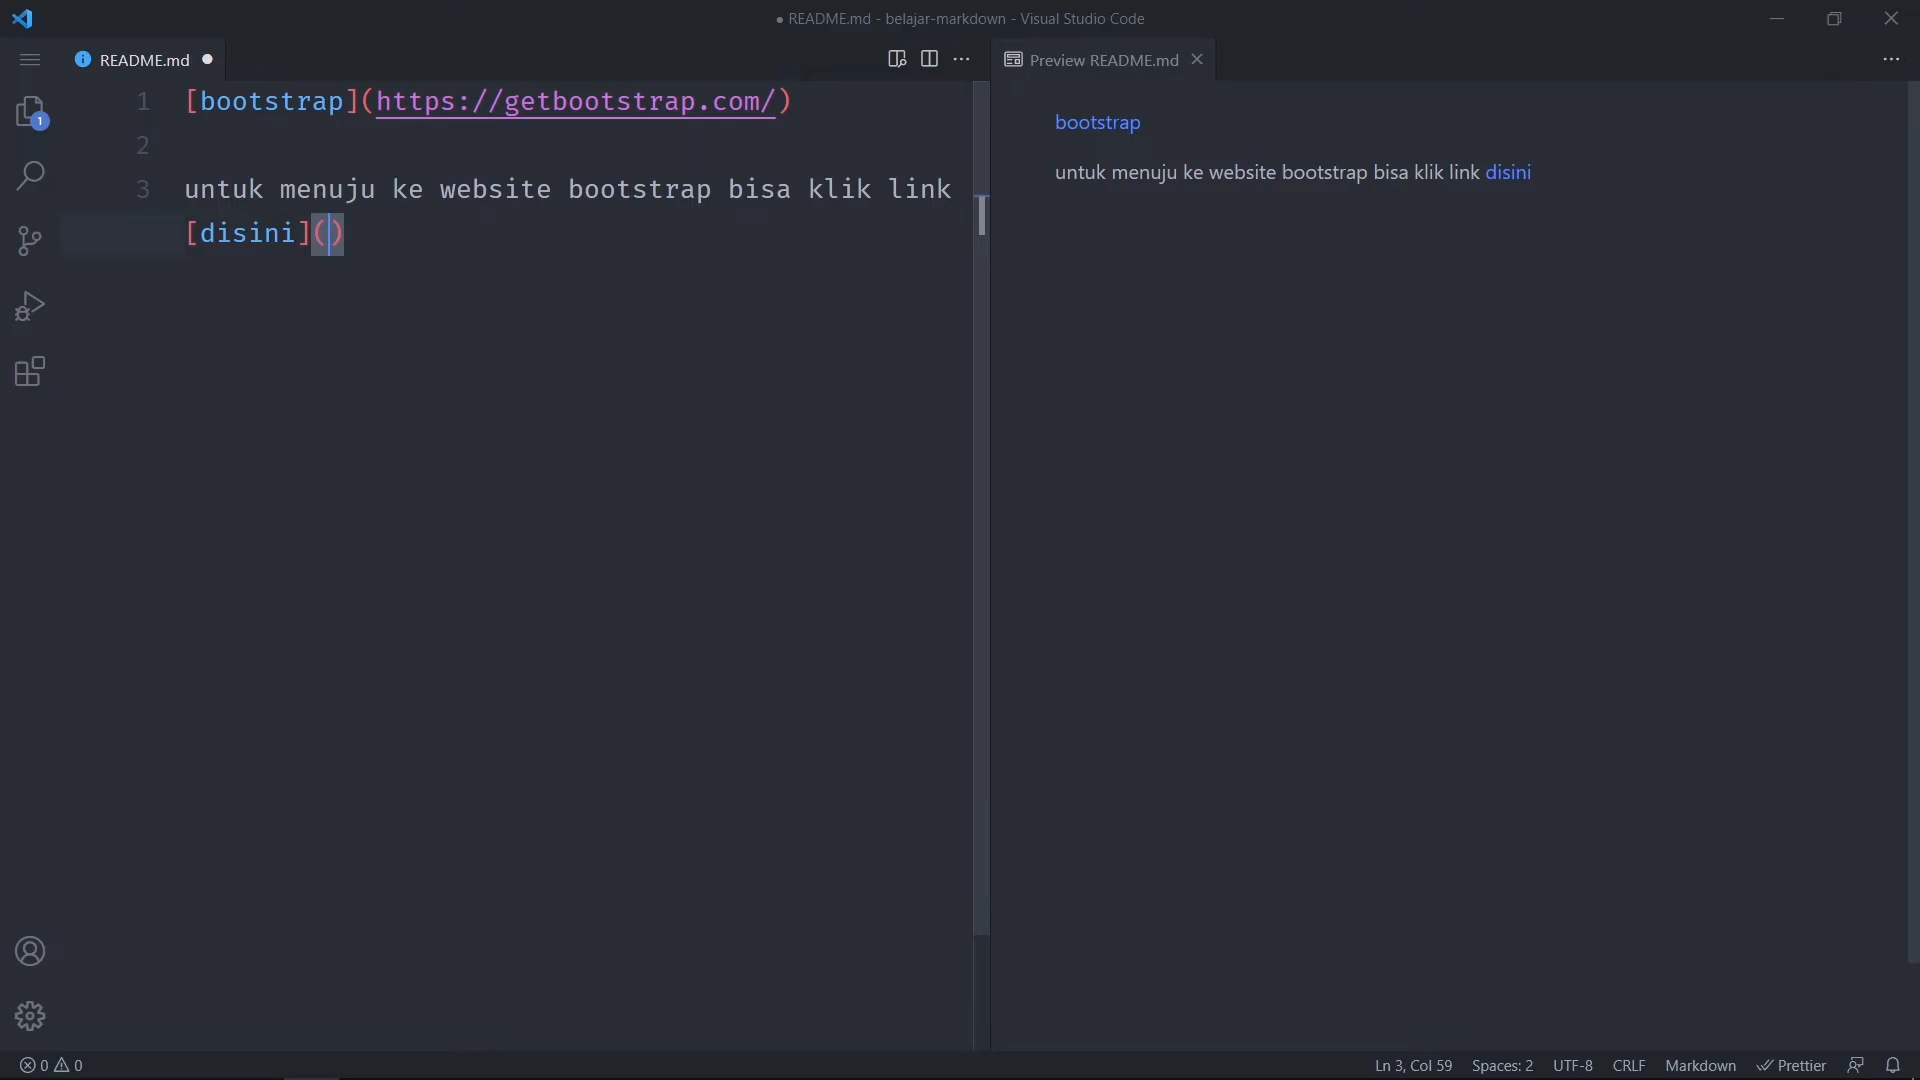 ● README.md - belajar-markdown - Visual Studio Code
README.md ●
Preview README.md
1 [bootstrap](https://getbootstrap.com/)
2
3 untuk menuju ke website bootstrap bisa klik link
[disini]()
bootstrap
untuk menuju ke website bootstrap bisa klik link disini
1
0 0
Ln 3, Col 59 Spaces: 2 UTF-8 CRLF Markdown Prettier